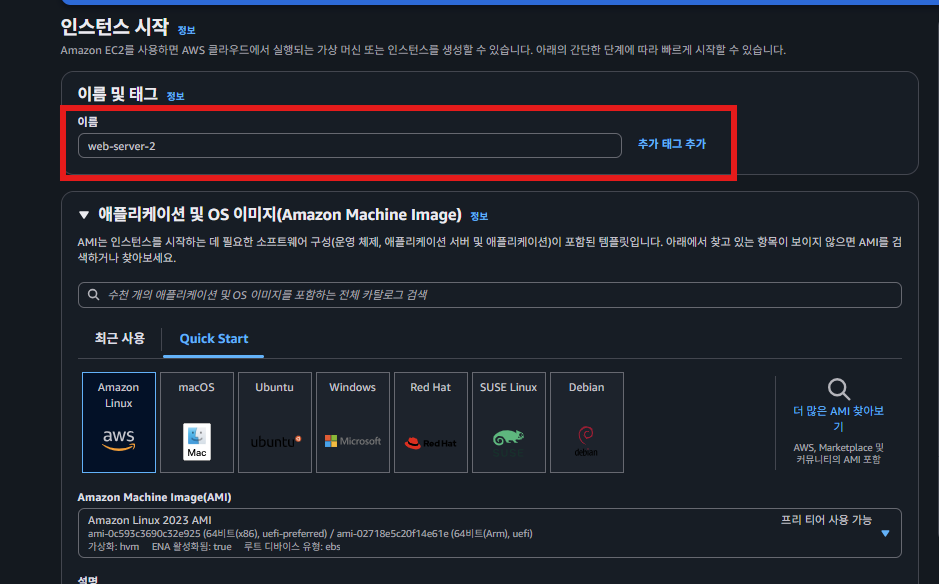 인스턴스 시작 정보
Amazon EC2를 사용하면 AWS 클라우드에서 실행되는 가상 머신 또는 인스턴스를 생성할 수 있습니다. 아래의 간단한 단계에 따라 빠르게 시작할 수 있습니다.
이름 및 태그 정보
이름
web-server-2
추가 태그 추가
애플리케이션 및 OS 이미지(Amazon Machine Image) 정보
AMI는 인스턴스를 시작하는 데 필요한 소프트웨어 구성(운영 체제, 애플리케이션 서버 및 애플리케이션)이 포함된 템플릿입니다. 아래에서 찾고 있는 항목이 보이지 않으면 AMI를 검
색하거나 찾아보세요.
수천 개의 애플리케이션 및 OS 이미지를 포함하는 전체 카탈로그 검색
최근 사용
Quick Start
Amazon
Linux
aws
macOS
Mac
Ubuntu
ubuntu
Windows
Microsoft
Red Hat
Red Hat
SUSE Linux
Debian
debian
더 많은 AMI 찾아보
기
AWS, Marketplace 및
커뮤니티의 AMI 포함
Amazon Machine Image(AMI)
Amazon Linux 2023 AMI
프리 티어 사용 가능
ami-0c593c3690c32e925 (64비트(x86), uefi-preferred) / ami-02718e5c20f14e61e (64비트(Arm), uefi)
가상화: hvm ENA 활성화됨: true 루트 디바이스 유형: ebs
설명